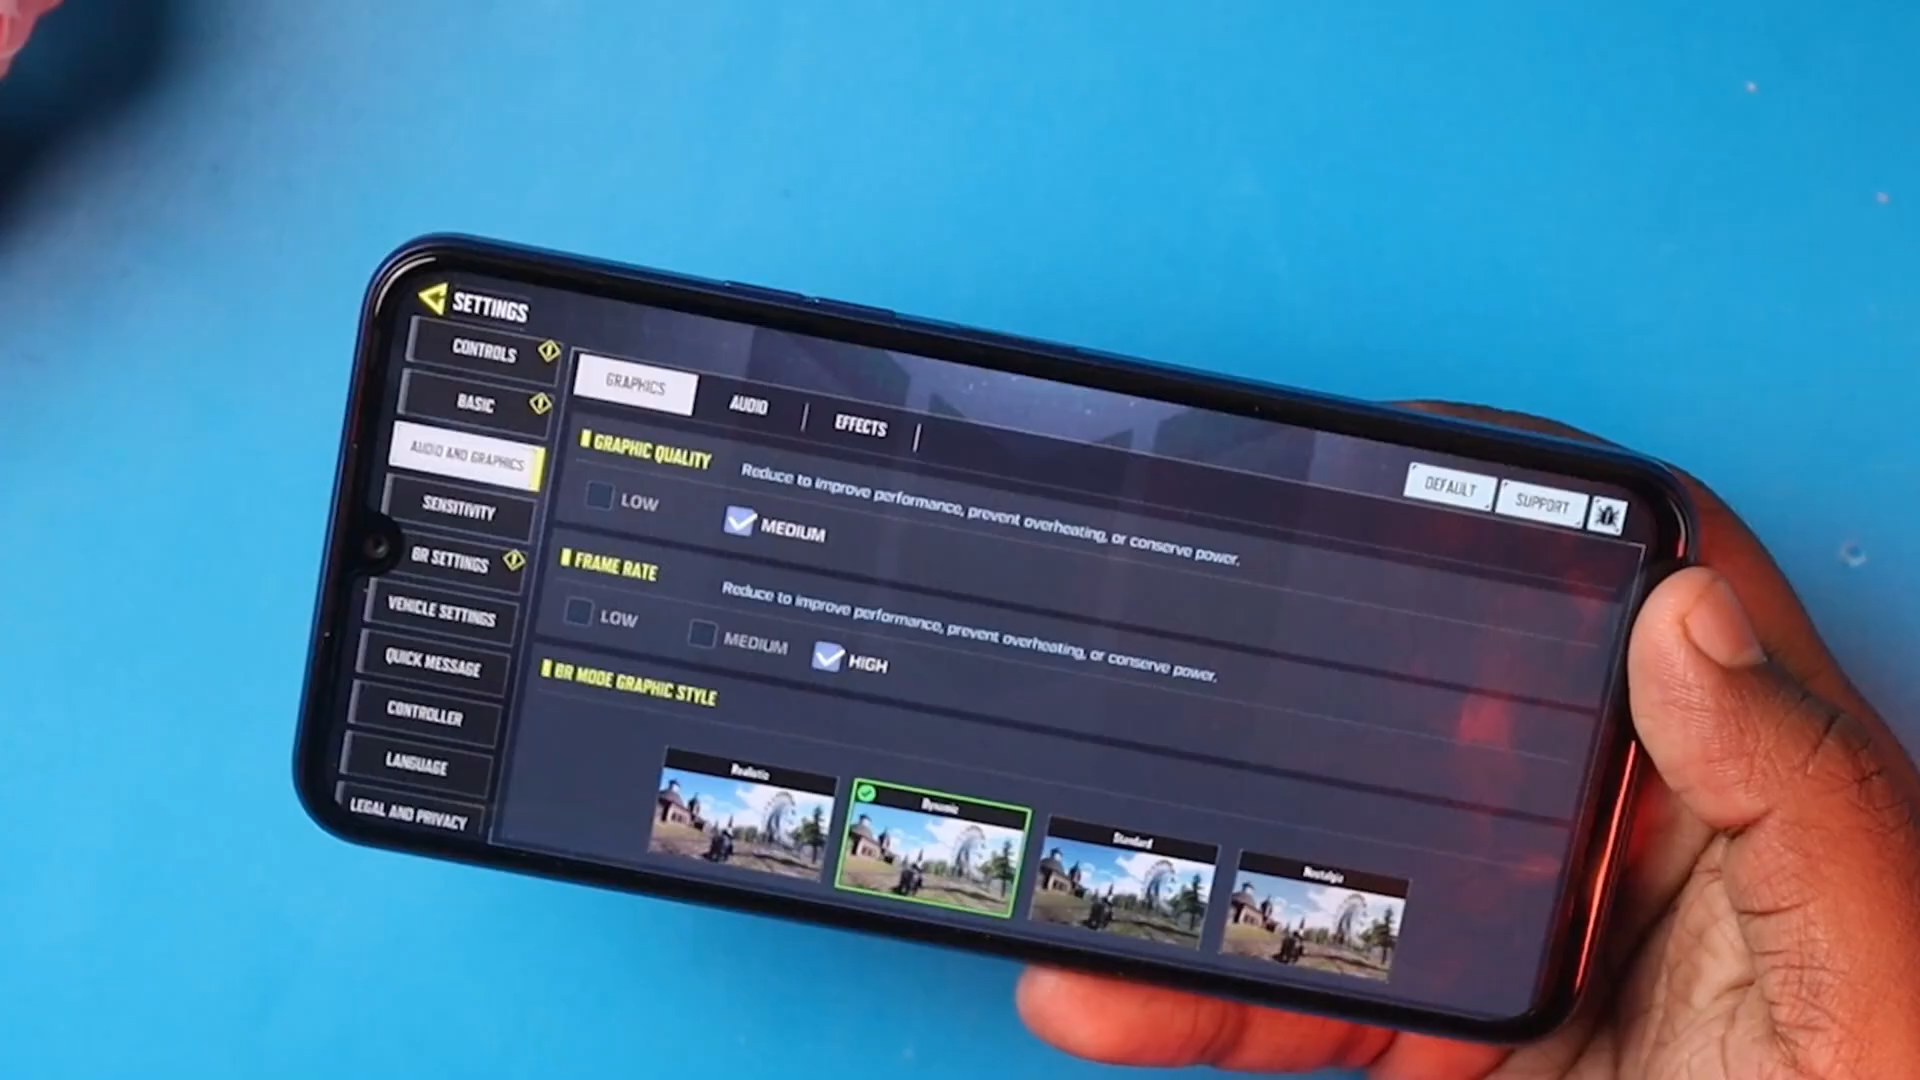 SETTINGS
CONTROLS
BASIC
AUDIO AND GRAPHICS
SENSITIVITY
BR SETTINGS
VEHICLE SETTINGS
QUICK MESSAGE
CONTROLLER
LANGUAGE
LEGAL AND PRIVACY
GRAPHICS
AUDIO
EFFECTS
DEFAULT
SUPPORT
GRAPHIC QUALITY
Reduce to improve performance, prevent overheating, or conserve power.
LOW
MEDIUM
FRAME RATE
Reduce to improve performance, prevent overheating, or conserve power.
LOW
MEDIUM
HIGH
BR MODE GRAPHIC STYLE
Realistic
Dynamic
Standard
Nostalgic